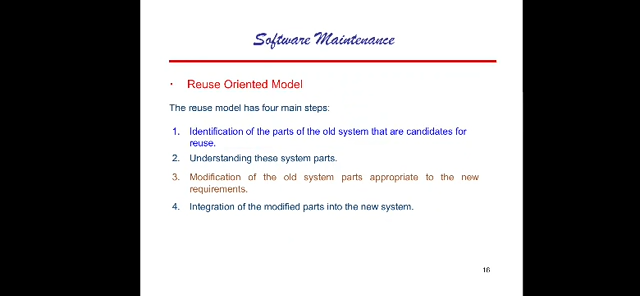 Software Maintenance
• Reuse Oriented Model
The reuse model has four main steps:
1. Identification of the parts of the old system that are candidates for
reuse.
2. Understanding these system parts.
3. Modification of the old system parts appropriate to the new
requirements.
4. Integration of the modified parts into the new system.
16